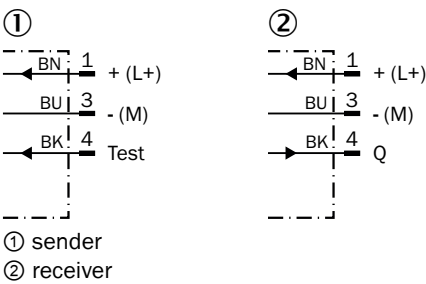 ① ②
BN 1 + (L+) BN 1 + (L+)
BU 3 - (M) BU 3 - (M)
BK 4 Test BK 4 Q
① sender
② receiver